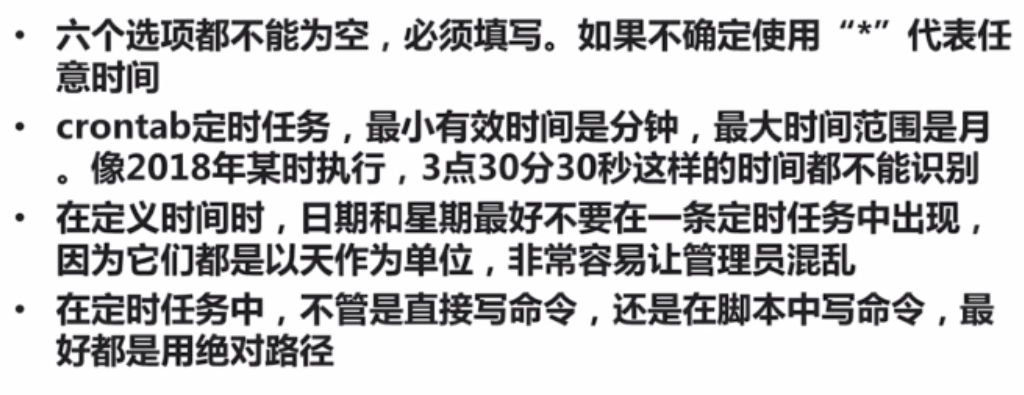 • 六个选项都不能为空，必须填写。如果不确定使用“*”代表任
意时间
• crontab定时任务，最小有效时间是分钟，最大时间范围是月
。像2018年某时执行，3点30分30秒这样的时间都不能识别
• 在定义时间时，日期和星期最好不要在一条定时任务中出现，
因为它们都是以天作为单位，非常容易让管理员混乱
• 在定时任务中，不管是直接写命令，还是在脚本中写命令，最
好都是用绝对路径